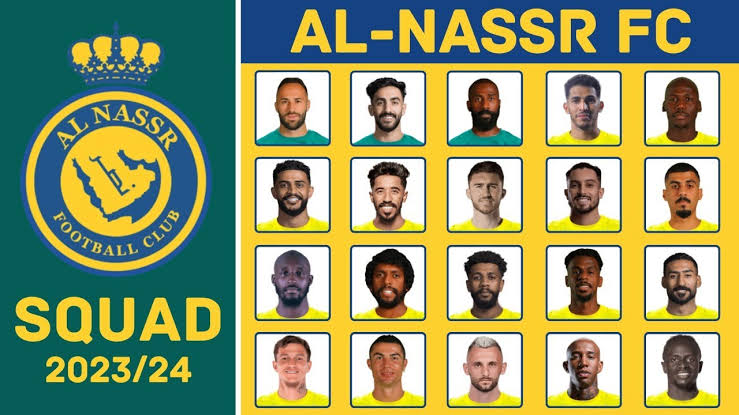 AL NASSR
FOOTBALL CLUB
SQUAD
2023/24
AL-NASSR FC